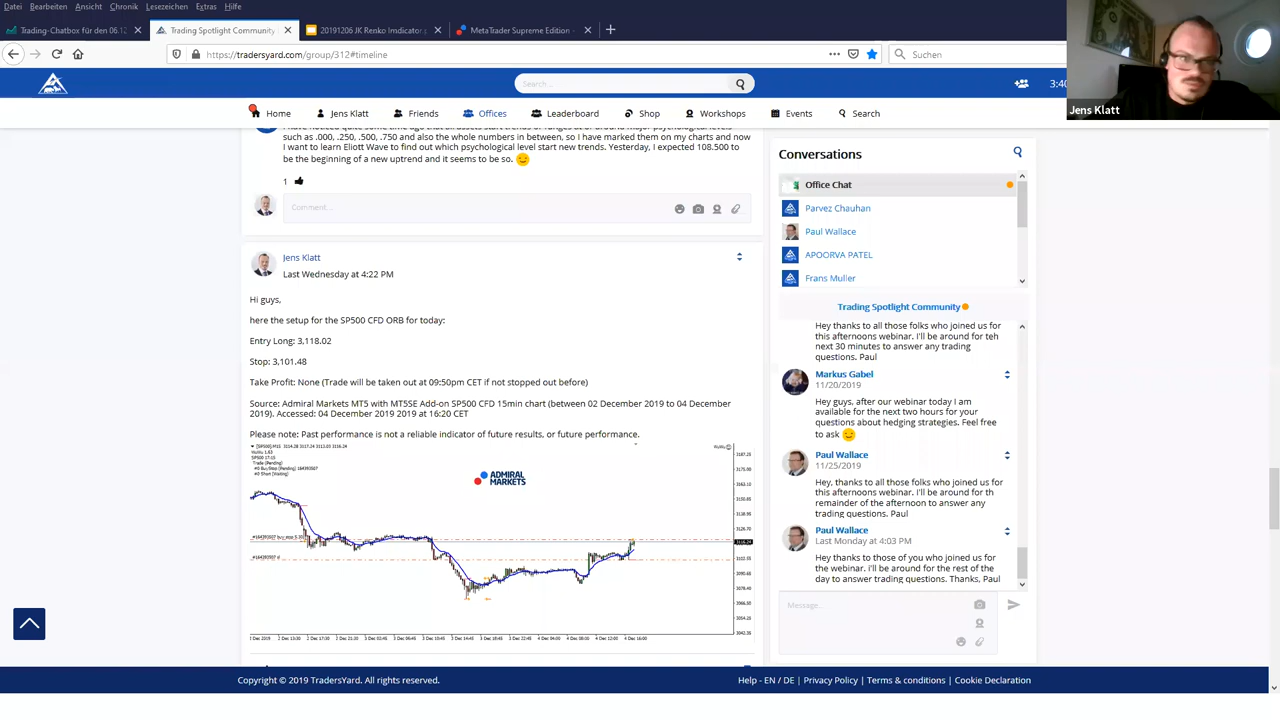 Datei Bearbeiten Ansicht Chronik Lesezeichen Extras Hilfe
Trading-Chatbox für den 06.12
Trading Spotlight Community
20191206 JK Renko Imdicator.p
MetaTrader Supreme Edition -
https://tradersyard.com/group/312#timeline
Suchen
Jens Klatt
Search...
3:40
Home
Jens Klatt
Friends
Offices
Leaderboard
Shop
Workshops
Events
Search
such as .000, .250, .500, .750 and also the whole numbers in between, so I have marked them on my charts and now
I want to learn Eliott Wave to find out which psychological level start new trends. Yesterday, I expected 108.500 to
be the beginning of a new uptrend and it seems to be so.
1
Comment...
Jens Klatt
Last Wednesday at 4:22 PM
Hi guys,
here the setup for the SP500 CFD ORB for today:
Entry Long: 3,118.02
Stop: 3,101.48
Take Profit: None (Trade will be taken out at 09:50pm CET if not stopped out before)
Source: Admiral Markets MT5 with MT5SE Add-on SP500 CFD 15min chart (between 02 December 2019 to 04 December
2019). Accessed: 04 December 2019 2019 at 16:20 CET
Please note: Past performance is not a reliable indicator of future results, or future performance.
ADMIRAL
MARKETS
Conversations
Office Chat
Parvez Chauhan
Paul Wallace
APOORVA PATEL
Frans Muller
Trading Spotlight Community
Hey thanks to all those folks who joined us for
this afternoons webinar. I'll be around for teh
next 30 minutes to answer any trading
questions. Paul
Markus Gabel
11/20/2019
Hey guys, after our webinar today I am
available for the next two hours for your
questions about hedging strategies. Feel free
to ask
Paul Wallace
11/25/2019
Hey, thanks to all those of you who joined us for
this afternoons webinar. I'll be around for th
remainder of the afternoon to answer any
trading questions. Paul
Paul Wallace
Last Monday at 4:03 PM
Hey thanks to those of you who joined us for
the webinar. i'll be around for the rest of the
day to answer trading questions. Thanks, Paul
Message...
Copyright © 2019 TradersYard. All rights reserved.
Help - EN / DE | Privacy Policy | Terms & conditions | Cookie Declaration